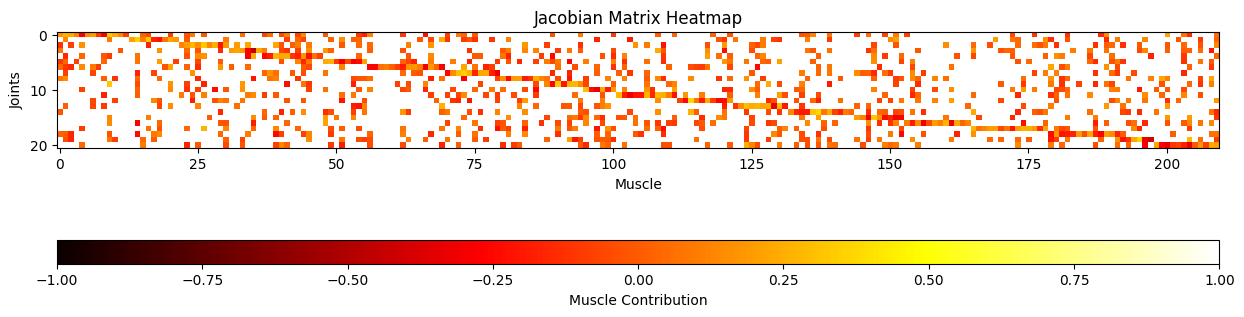 Jacobian Matrix Heatmap
0
10
20
Joints
0 25 50 75 100 125 150 175 200
Muscle
−1.00 −0.75 −0.50 −0.25 0.00 0.25 0.50 0.75 1.00
Muscle Contribution